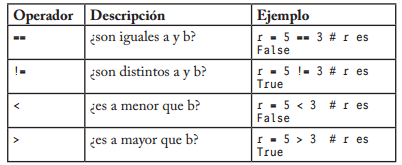 Operador Descripción Ejemplo
== ¿son iguales a y b? r = 5 == 3 # r es
False
!= ¿son distintos a y b? r = 5 != 3 # r es
True
< ¿es a menor que b? r = 5 < 3 # r es
False
> ¿es a mayor que b? r = 5 > 3 # r es
True